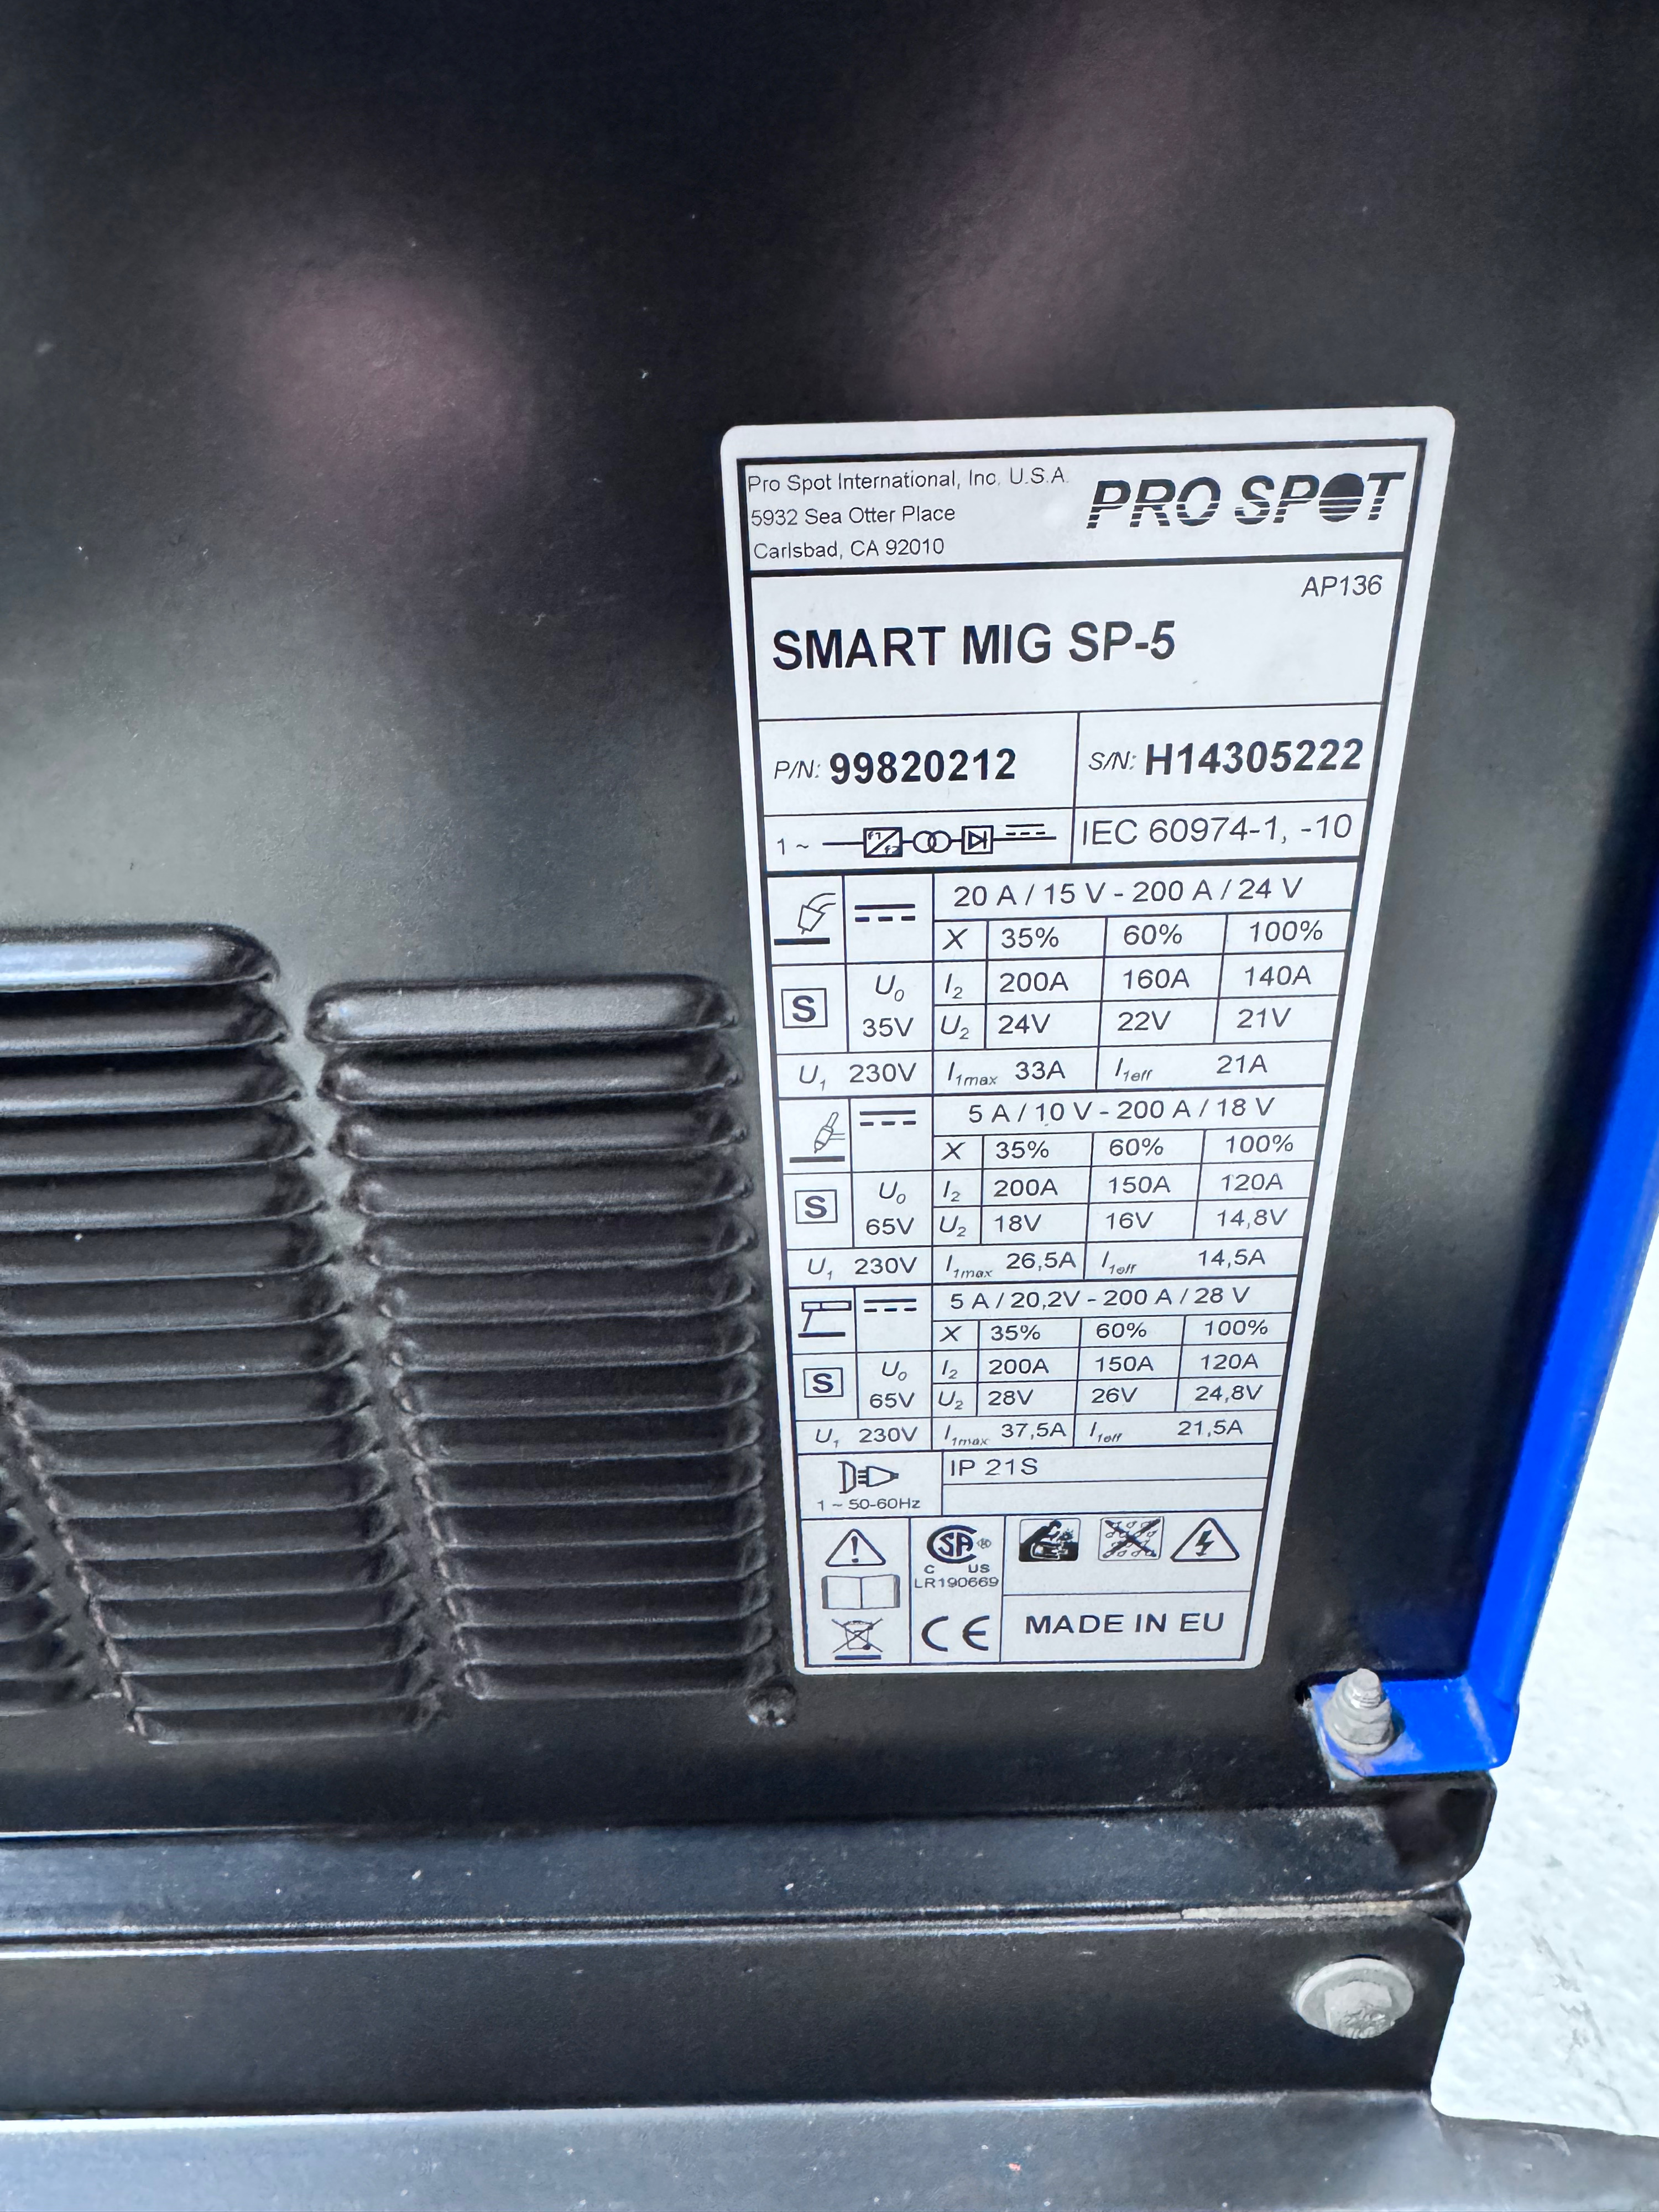 Pro Spot International, Inc. U.S.A.
5932 Sea Otter Place
Carlsbad, CA 92010
PRO SPOT
AP136
SMART MIG SP-5
P/N: 99820212
S/N: H14305222
1 ~ f1 f2
IEC 60974-1, -10
20 A / 15 V - 200 A / 24 V
X 35% 60% 100%
S U0 35V
I2 200A 160A 140A
U2 24V 22V 21V
U1 230V I1max 33A I1eff 21A
5 A / 10 V - 200 A / 18 V
X 35% 60% 100%
S U0 65V
I2 200A 150A 120A
U2 18V 16V 14,8V
U1 230V I1max 26,5A I1eff 14,5A
5 A / 20,2V - 200 A / 28 V
X 35% 60% 100%
S U0 65V
I2 200A 150A 120A
U2 28V 26V 24,8V
U1 230V I1max 37,5A I1eff 21,5A
1 ~ 50-60Hz
IP 21S
SA ®
C US
LR190669
CE
MADE IN EU